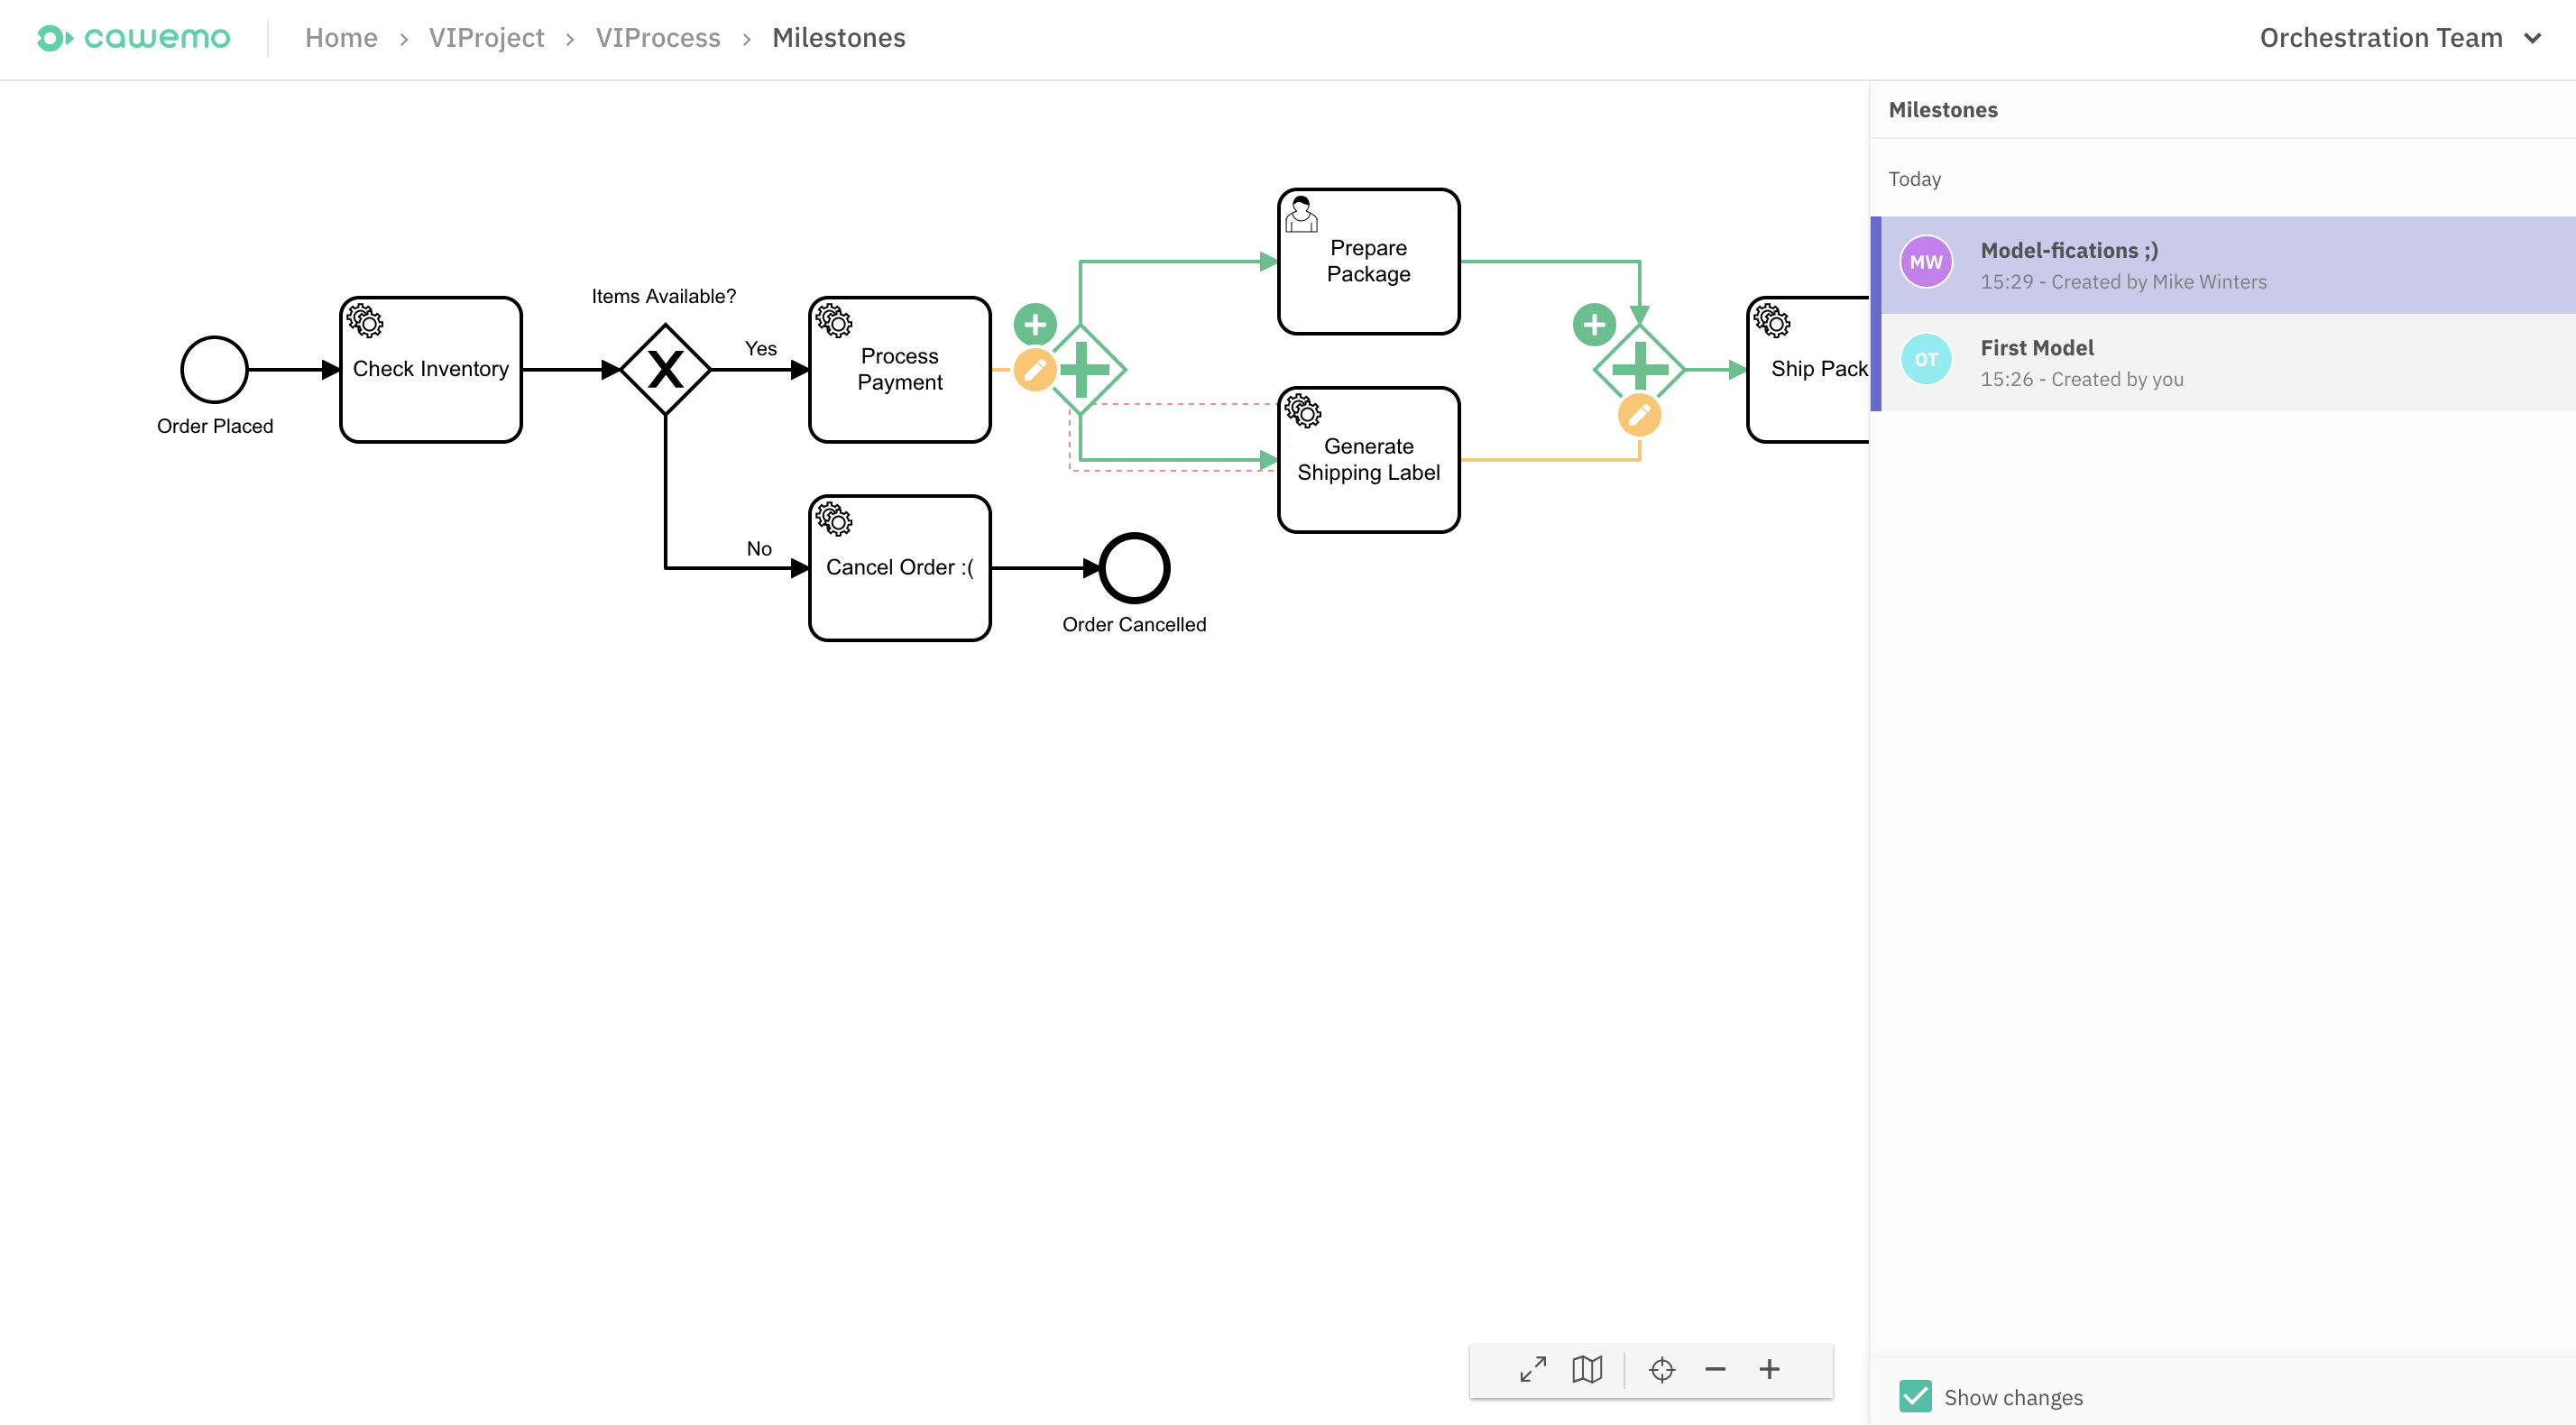 cawemo
Home › VIProject › VIProcess › Milestones
Orchestration Team
Milestones
Today
MW
Model-fications ;)
15:29 - Created by Mike Winters
OT
First Model
15:26 - Created by you
Prepare
Package
Items Available?
Order Placed
Check Inventory
X
Yes
Process
Payment
Generate
Shipping Label
Ship Pack
No
Cancel Order :(
Order Cancelled
Show changes